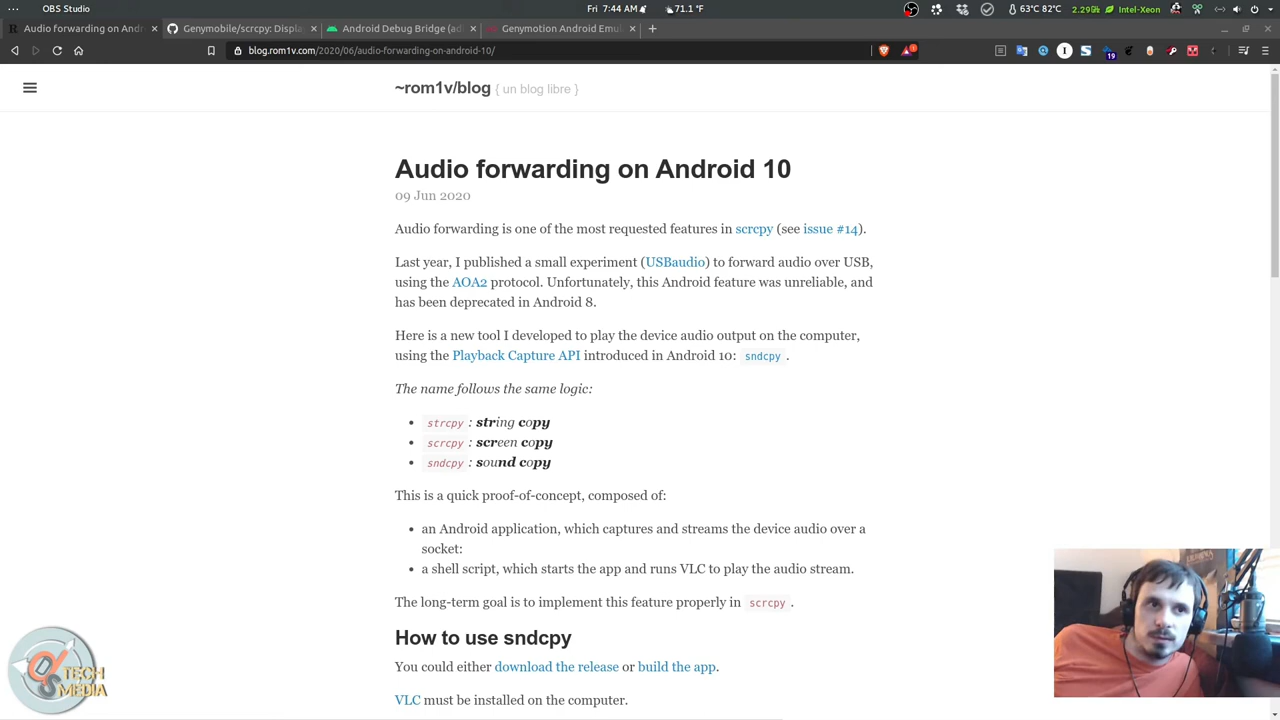 OBS Studio
Fri, 7:44 AM
71.1 °F
63°C 82°C
2.29%
Intel-Xeon
Audio forwarding on Andr
Genymobile/scrcpy: Displa
Android Debug Bridge (ad
Genymotion Android Emul
blog.rom1v.com/2020/06/audio-forwarding-on-android-10/
~rom1v/blog { un blog libre }
Audio forwarding on Android 10
09 Jun 2020
Audio forwarding is one of the most requested features in scrcpy (see issue #14).
Last year, I published a small experiment (USBaudio) to forward audio over USB,
using the AOA2 protocol. Unfortunately, this Android feature was unreliable, and
has been deprecated in Android 8.
Here is a new tool I developed to play the device audio output on the computer,
using the Playback Capture API introduced in Android 10: sndcpy .
The name follows the same logic:
• strcpy : string copy
• scrcpy : screen copy
• sndcpy : sound copy
This is a quick proof-of-concept, composed of:
• an Android application, which captures and streams the device audio over a
socket:
• a shell script, which starts the app and runs VLC to play the audio stream.
The long-term goal is to implement this feature properly in scrcpy .
How to use sndcpy
You could either download the release or build the app.
VLC must be installed on the computer.
TECH
MEDIA